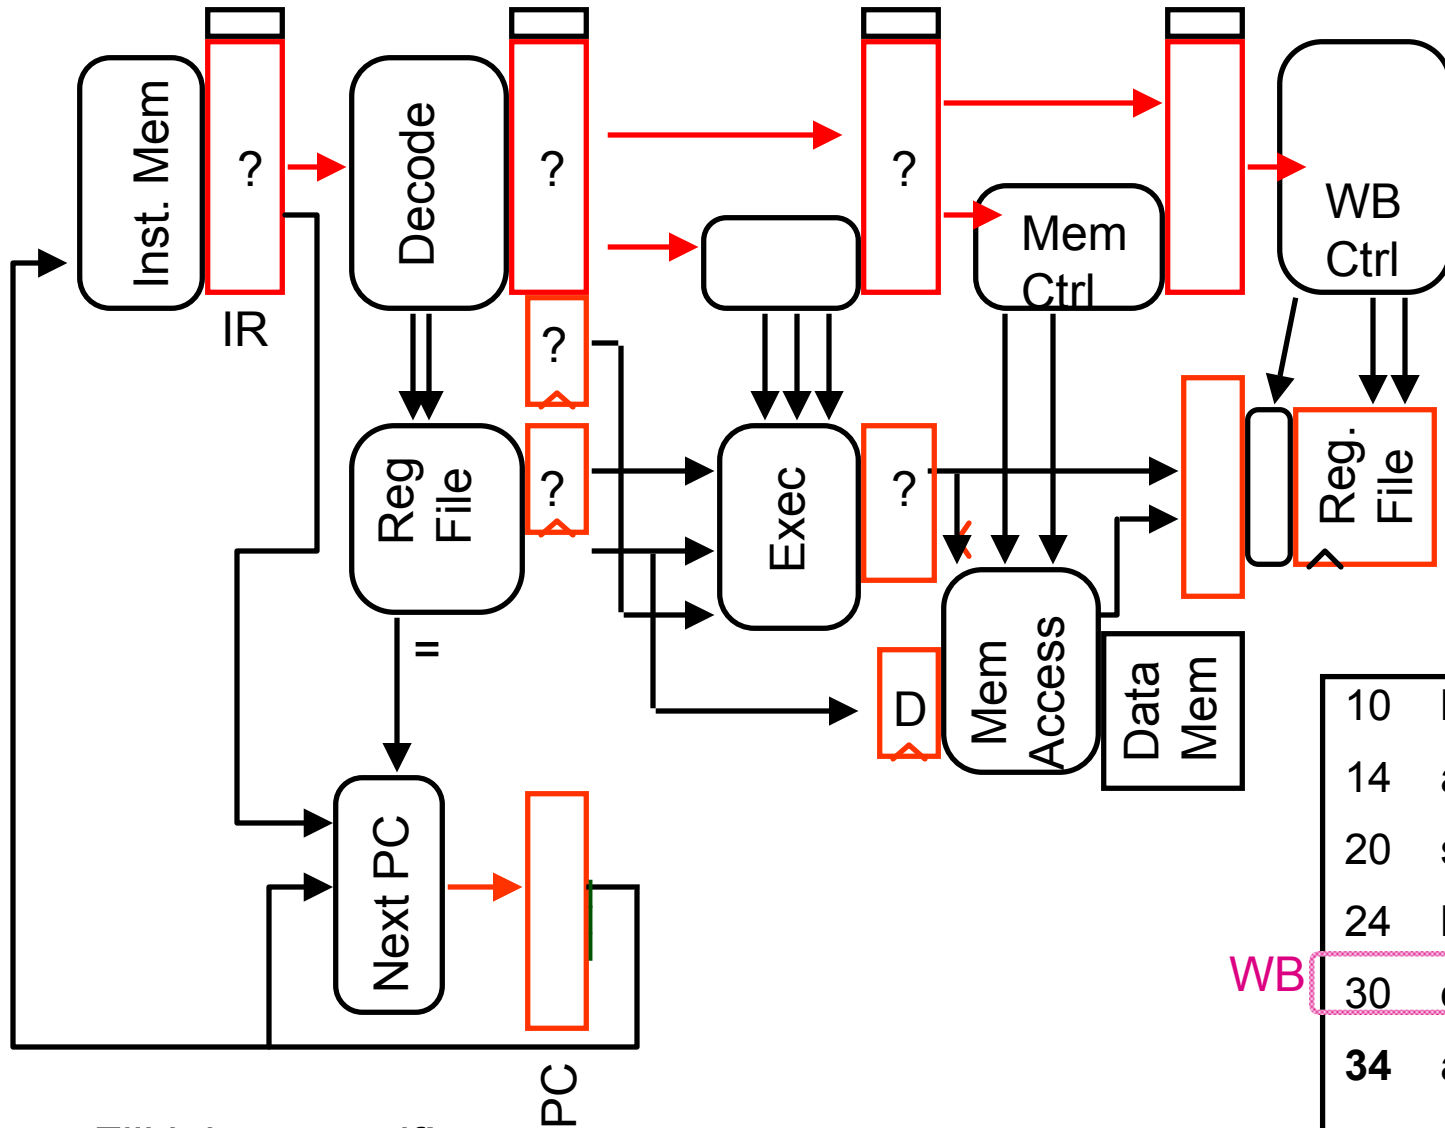 Inst. Mem
?
IR
Decode
?
?
Reg
File
?
=
Next PC
PC
Exec
?
?
D
Mem
Ctrl
Mem
Access
Data
Mem
WB
Ctrl
Reg.
File
10
14
20
24
WB
30
34